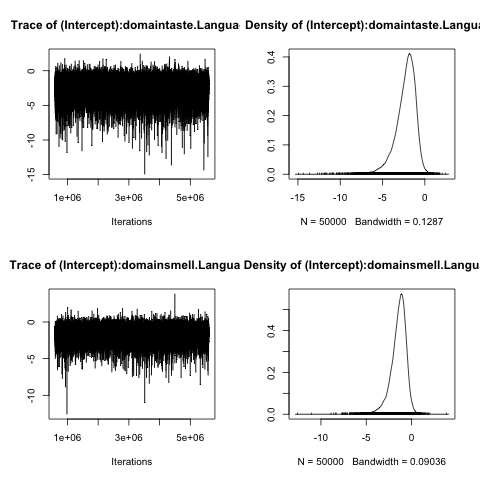 Trace of (Intercept):domaintaste.Langua
Density of (Intercept):domaintaste.Langua
0
-5
-10
-15
1e+06 3e+06 5e+06
Iterations
0.4
0.3
0.2
0.1
0.0
-15 -10 -5 0
N = 50000 Bandwidth = 0.1287
Trace of (Intercept):domainsmell.Langua
Density of (Intercept):domainsmell.Langua
0
-5
-10
1e+06 3e+06 5e+06
Iterations
0.4
0.2
0.0
-10 -5 0
N = 50000 Bandwidth = 0.09036